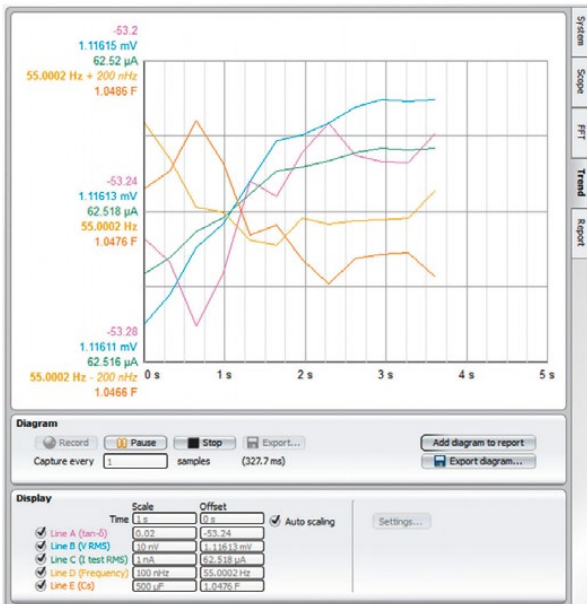 -53.2
1.11615 mV
62.52 µA
55.0002 Hz + 200 nHz
1.0486 F
-53.24
1.11613 mV
62.518 µA
55.0002 Hz
1.0476 F
-53.28
1.11611 mV
62.516 µA
55.0002 Hz - 200 nHz
1.0466 F
0 s 1 s 2 s 3 s 4 s 5 s
System
Scope
FFT
Trend
Report
Diagram
Record Pause Stop Export... Add diagram to report
Capture every 1 samples (327.7 ms) Export diagram...
Display
Scale Offset
Time 1 s 0 s Auto scaling Settings...
Line A (tan-δ) 0.02 -53.24
Line B (V RMS) 10 nV 1.11613 mV
Line C (I test RMS) 1 nA 62.518 µA
Line D (Frequency) 100 nHz 55.0002 Hz
Line E (Cs) 500 µF 1.0476 F